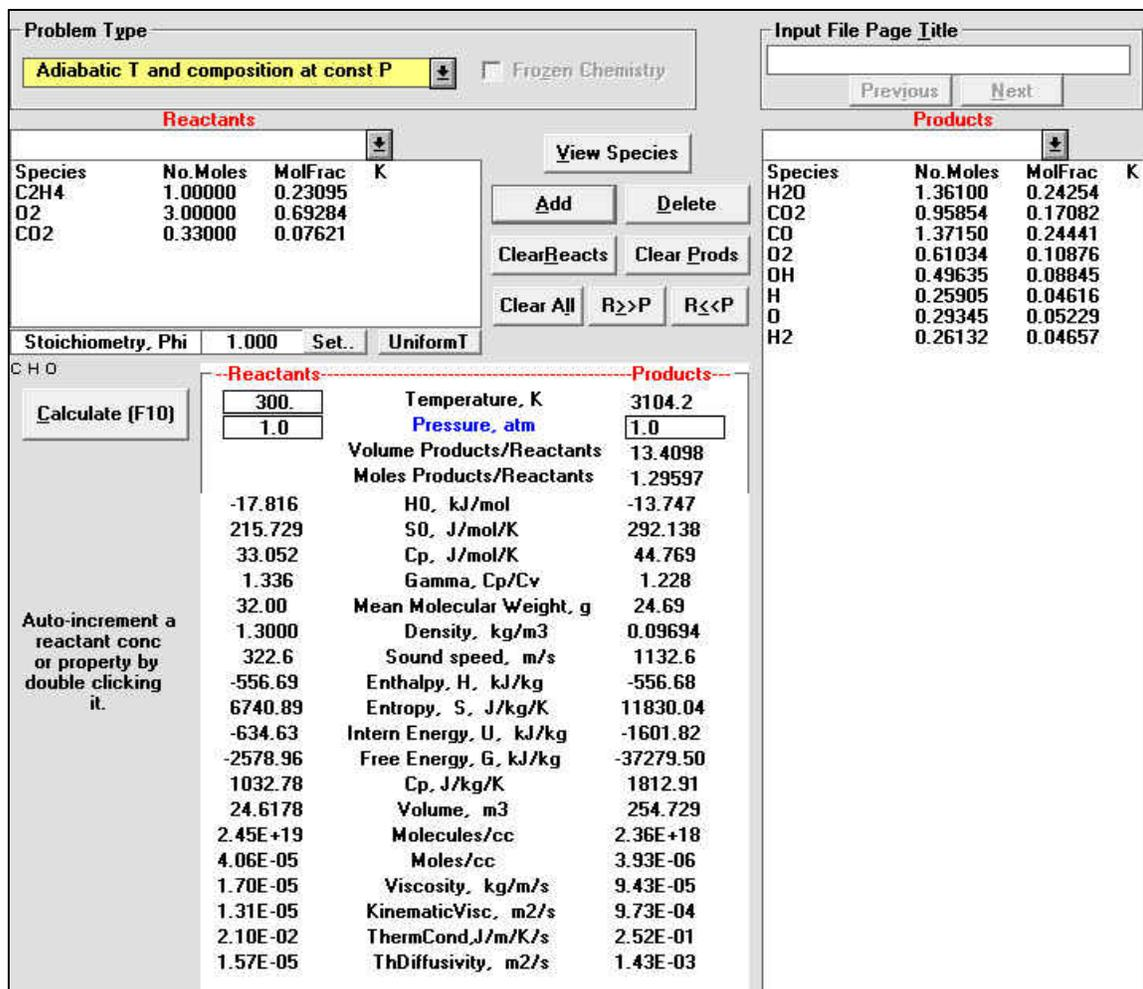 Problem Type
Adiabatic T and composition at const P
Frozen Chemistry
Input File Page Title
Previous Next
Reactants
Species No.Moles MolFrac K
C2H4 1.00000 0.23095
O2 3.00000 0.69284
CO2 0.33000 0.07621
Stoichiometry, Phi 1.000 Set.. UniformT
View Species
Add Delete
ClearReacts Clear Prods
Clear All R>>P R<<P
Products
Species No.Moles MolFrac K
H2O 1.36100 0.24254
CO2 0.95854 0.17082
CO 1.37150 0.24441
O2 0.61034 0.10876
OH 0.49635 0.08845
H 0.25905 0.04616
O 0.29345 0.05229
H2 0.26132 0.04657
C H O
Calculate (F10)
Auto-increment a
reactant conc
or property by
double clicking
it.
--Reactants---Products---
300. Temperature, K 3104.2
1.0 Pressure, atm 1.0
Volume Products/Reactants 13.4098
Moles Products/Reactants 1.29597
-17.816 H0, kJ/mol -13.747
215.729 S0, J/mol/K 292.138
33.052 Cp, J/mol/K 44.769
1.336 Gamma, Cp/Cv 1.228
32.00 Mean Molecular Weight, g 24.69
1.3000 Density, kg/m3 0.09694
322.6 Sound speed, m/s 1132.6
-556.69 Enthalpy, H, kJ/kg -556.68
6740.89 Entropy, S, J/kg/K 11830.04
-634.63 Intern Energy, U, kJ/kg -1601.82
-2578.96 Free Energy, G, kJ/kg -37279.50
1032.78 Cp, J/kg/K 1812.91
24.6178 Volume, m3 254.729
2.45E+19 Molecules/cc 2.36E+18
4.06E-05 Moles/cc 3.93E-06
1.70E-05 Viscosity, kg/m/s 9.43E-05
1.31E-05 KinematicVisc, m2/s 9.73E-04
2.10E-02 ThermCond,J/m/K/s 2.52E-01
1.57E-05 ThDiffusivity, m2/s 1.43E-03